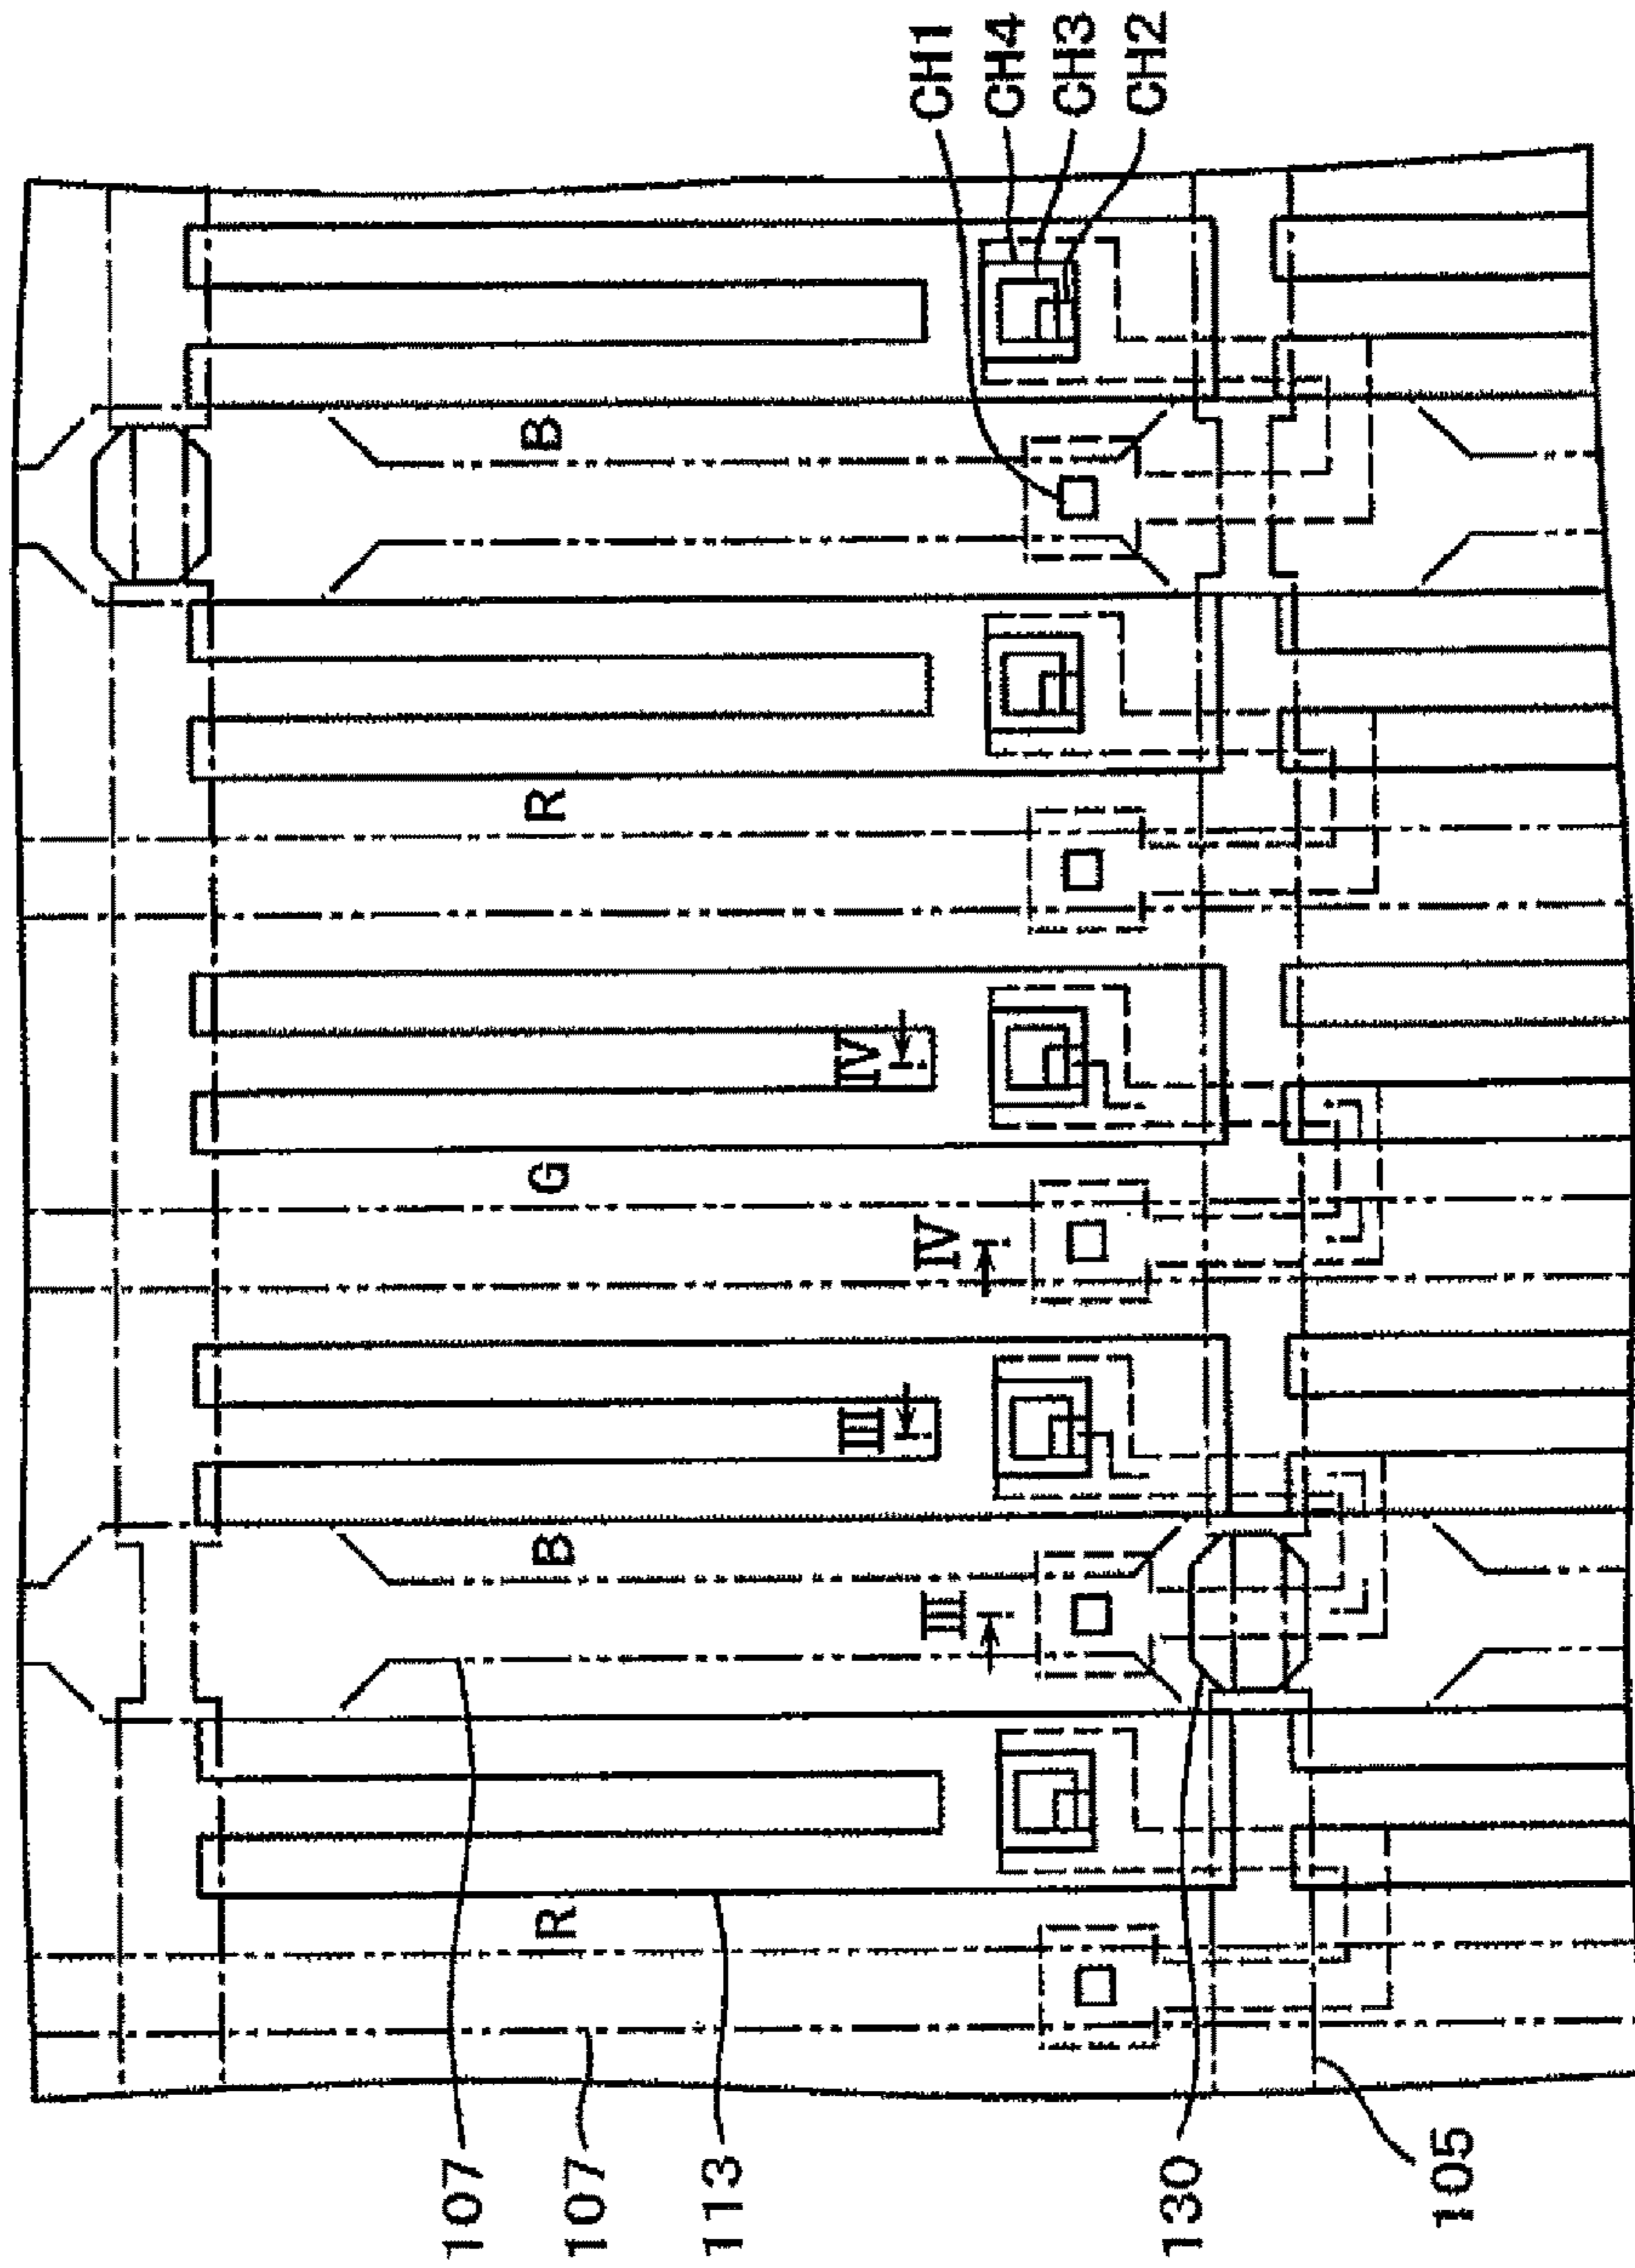 107
R B G R B
107
113
III IV
III IV CH1
CH4
CH3
CH2
130
105